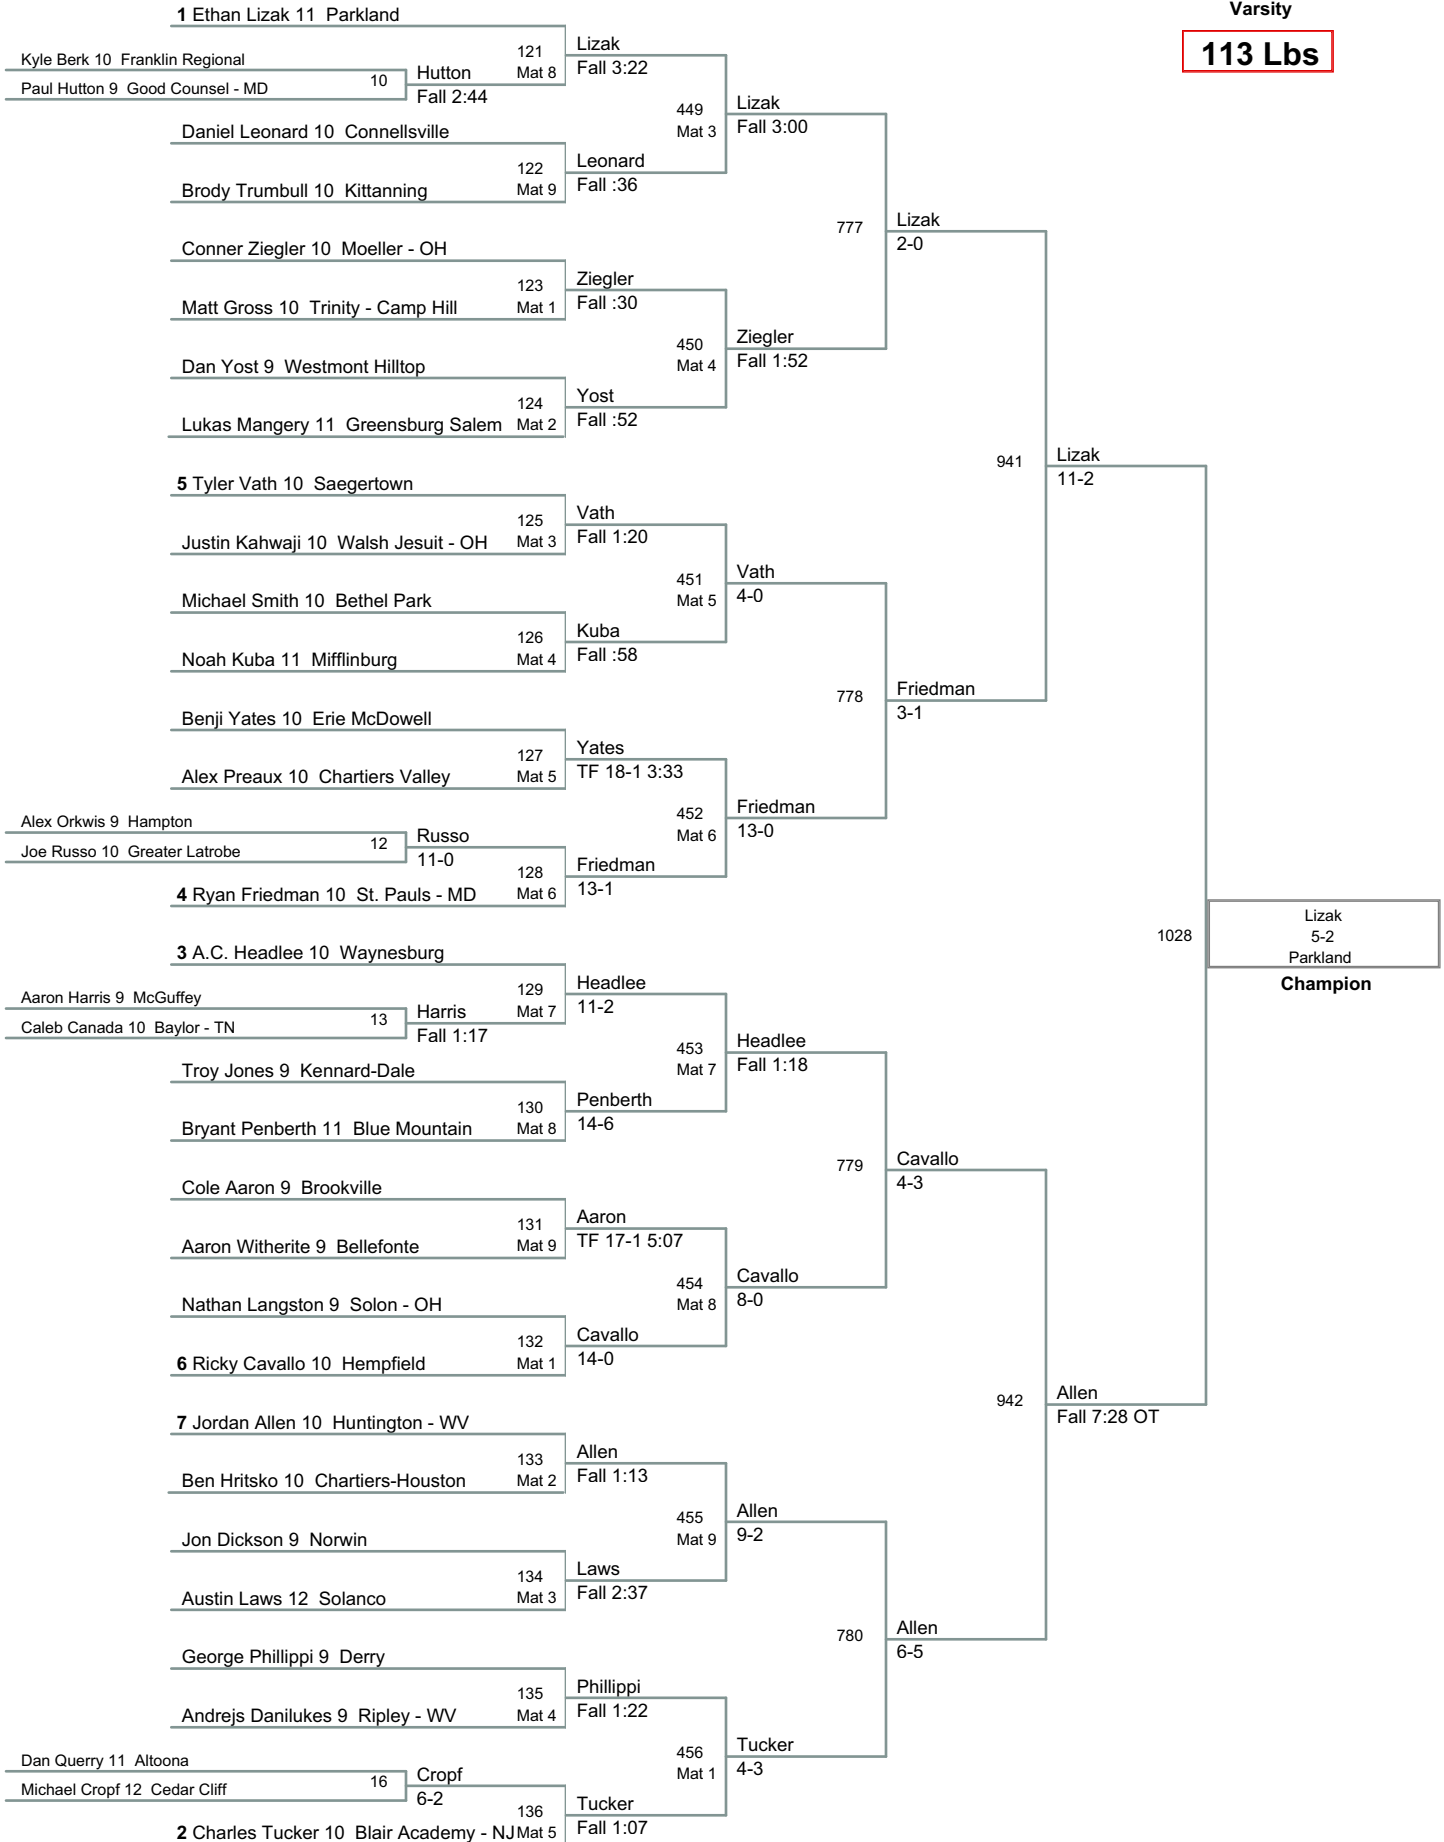 Varsity
113 Lbs
1 Ethan Lizak 11 Parkland
Kyle Berk 10 Franklin Regional
Paul Hutton 9 Good Counsel - MD
10
Hutton
Fall 2:44
121
Mat 8
Lizak
Fall 3:22
Daniel Leonard 10 Connellsville
Brody Trumbull 10 Kittanning
122
Mat 9
Leonard
Fall :36
449
Mat 3
Lizak
Fall 3:00
Conner Ziegler 10 Moeller - OH
Matt Gross 10 Trinity - Camp Hill
123
Mat 1
Ziegler
Fall :30
Dan Yost 9 Westmont Hilltop
Lukas Mangery 11 Greensburg Salem
124
Mat 2
Yost
Fall :52
450
Mat 4
Ziegler
Fall 1:52
777
Lizak
2-0
5 Tyler Vath 10 Saegertown
Justin Kahwaji 10 Walsh Jesuit - OH
125
Mat 3
Vath
Fall 1:20
Michael Smith 10 Bethel Park
Noah Kuba 11 Mifflinburg
126
Mat 4
Kuba
Fall :58
451
Mat 5
Vath
4-0
Benji Yates 10 Erie McDowell
Alex Preaux 10 Chartiers Valley
127
Mat 5
Yates
TF 18-1 3:33
Alex Orkwis 9 Hampton
Joe Russo 10 Greater Latrobe
12
Russo
11-0
4 Ryan Friedman 10 St. Pauls - MD
128
Mat 6
Friedman
13-1
452
Mat 6
Friedman
13-0
778
Friedman
3-1
941
Lizak
11-2
3 A.C. Headlee 10 Waynesburg
Aaron Harris 9 McGuffey
Caleb Canada 10 Baylor - TN
13
Harris
Fall 1:17
129
Mat 7
Headlee
11-2
Troy Jones 9 Kennard-Dale
Bryant Penberth 11 Blue Mountain
130
Mat 8
Penberth
14-6
453
Mat 7
Headlee
Fall 1:18
Cole Aaron 9 Brookville
Aaron Witherite 9 Bellefonte
131
Mat 9
Aaron
TF 17-1 5:07
Nathan Langston 9 Solon - OH
6 Ricky Cavallo 10 Hempfield
132
Mat 1
Cavallo
14-0
454
Mat 8
Cavallo
8-0
779
Cavallo
4-3
7 Jordan Allen 10 Huntington - WV
Ben Hritsko 10 Chartiers-Houston
133
Mat 2
Allen
Fall 1:13
Jon Dickson 9 Norwin
Austin Laws 12 Solanco
134
Mat 3
Laws
Fall 2:37
455
Mat 9
Allen
9-2
George Phillippi 9 Derry
Andrejs Danilukes 9 Ripley - WV
135
Mat 4
Phillippi
Fall 1:22
Dan Querry 11 Altoona
Michael Cropf 12 Cedar Cliff
16
Cropf
6-2
2 Charles Tucker 10 Blair Academy - NJ
136
Mat 5
Tucker
Fall 1:07
456
Mat 1
Tucker
4-3
780
Allen
6-5
942
Allen
Fall 7:28 OT
1028
Lizak
5-2
Parkland
Champion